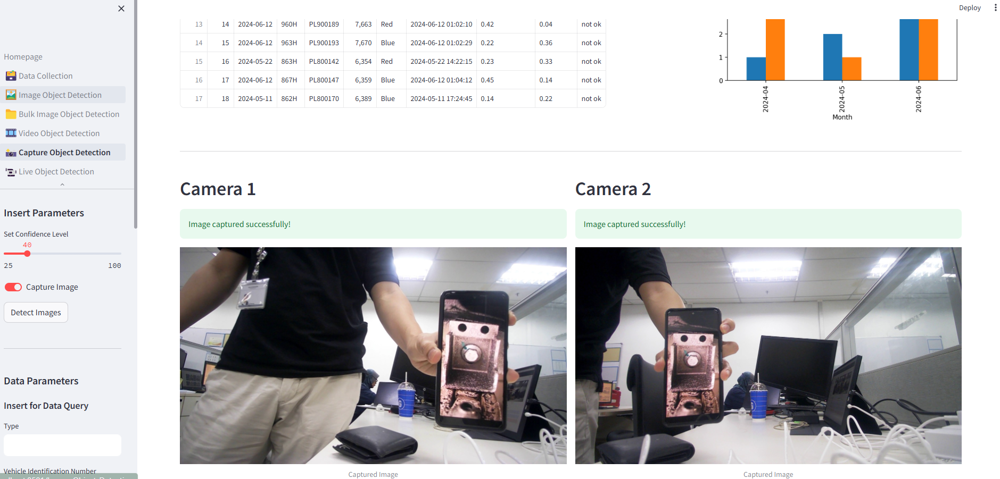 Deploy
Homepage
Data Collection
Image Object Detection
Bulk Image Object Detection
Video Object Detection
Capture Object Detection
Live Object Detection
Insert Parameters
Set Confidence Level
40
25 100
Capture Image
Detect Images
Data Parameters
Insert for Data Query
Type
Vehicle Identification Number
13 14 2024-06-12 960H PL900189 7,663 Red 2024-06-12 01:02:10 0.42 0.04 not ok
14 15 2024-06-12 963H PL900193 7,670 Blue 2024-06-12 01:02:29 0.22 0.36 not ok
15 16 2024-05-22 863H PL800142 6,354 Red 2024-05-22 14:22:15 0.23 0.33 not ok
16 17 2024-06-12 867H PL800147 6,359 Blue 2024-06-12 01:04:12 0.45 0.14 not ok
17 18 2024-05-11 862H PL800170 6,389 Blue 2024-05-11 17:24:45 0.14 0.22 not ok
2
1
0
2024-04 2024-05 2024-06
Month
Camera 1
Image captured successfully!
Captured Image
Camera 2
Image captured successfully!
Captured Image